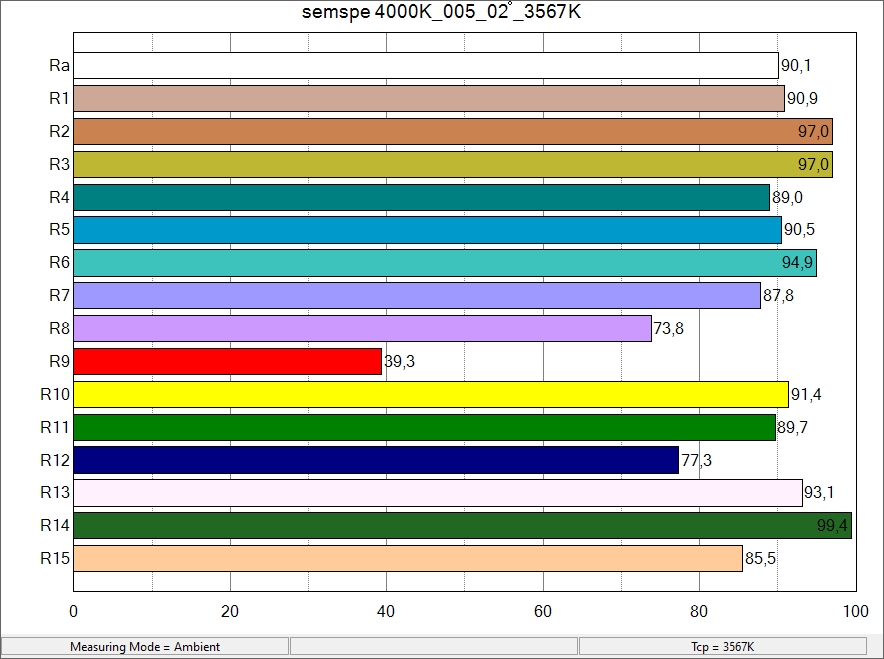 semspe 4000K_005_02°_3567K
Ra 90,1
R1 90,9
R2 97,0
R3 97,0
R4 89,0
R5 90,5
R6 94,9
R7 87,8
R8 73,8
R9 39,3
R10 91,4
R11 89,7
R12 77,3
R13 93,1
R14 99,4
R15 85,5
0 20 40 60 80 100
Measuring Mode = Ambient Tcp = 3567K